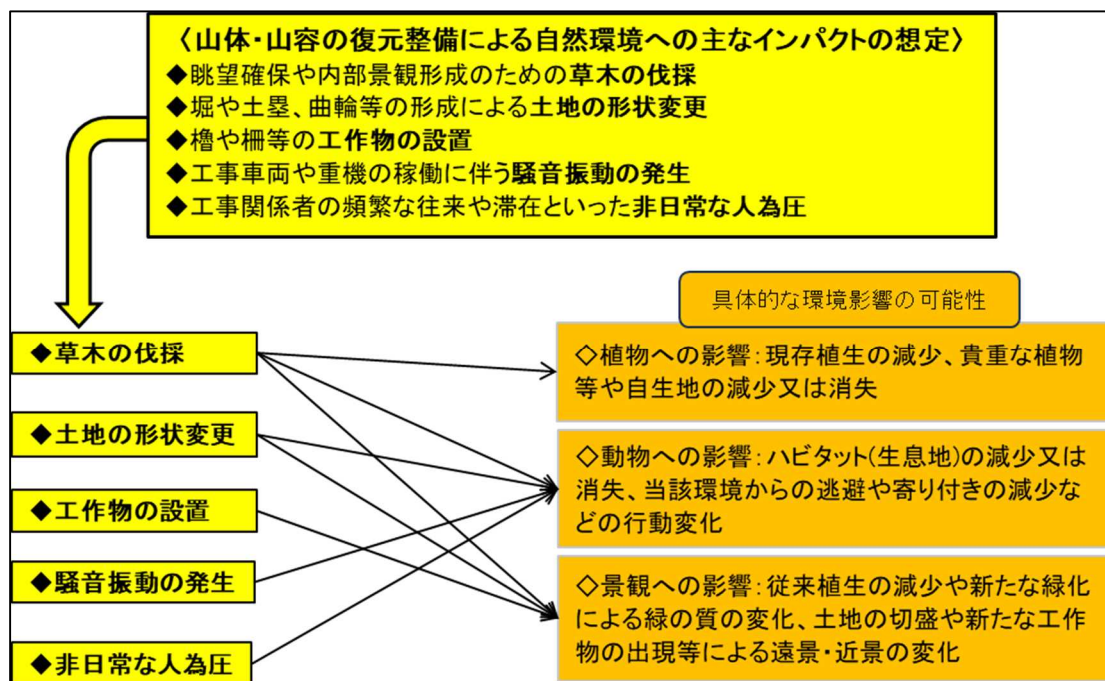 〈山体・山容の復元整備による自然環境への主なインパクトの想定〉
◆眺望確保や内部景観形成のための草木の伐採
◆堀や土塁、曲輪等の形成による土地の形状変更
◆櫓や柵等の工作物の設置
◆工事車両や重機の稼働に伴う騒音振動の発生
◆工事関係者の頻繁な往来や滞在といった非日常な人為圧
具体的な環境影響の可能性
◆草木の伐採
◆土地の形状変更
◆工作物の設置
◆騒音振動の発生
◆非日常な人為圧
◇植物への影響：現存植生の減少、貴重な植物
等や自生地の減少又は消失
◇動物への影響：ハビタット(生息地)の減少又は
消失、当該環境からの逃避や寄り付きの減少な
どの行動変化
◇景観への影響：従来植生の減少や新たな緑化
による緑の質の変化、土地の切盛や新たな工作
物の出現等による遠景・近景の変化